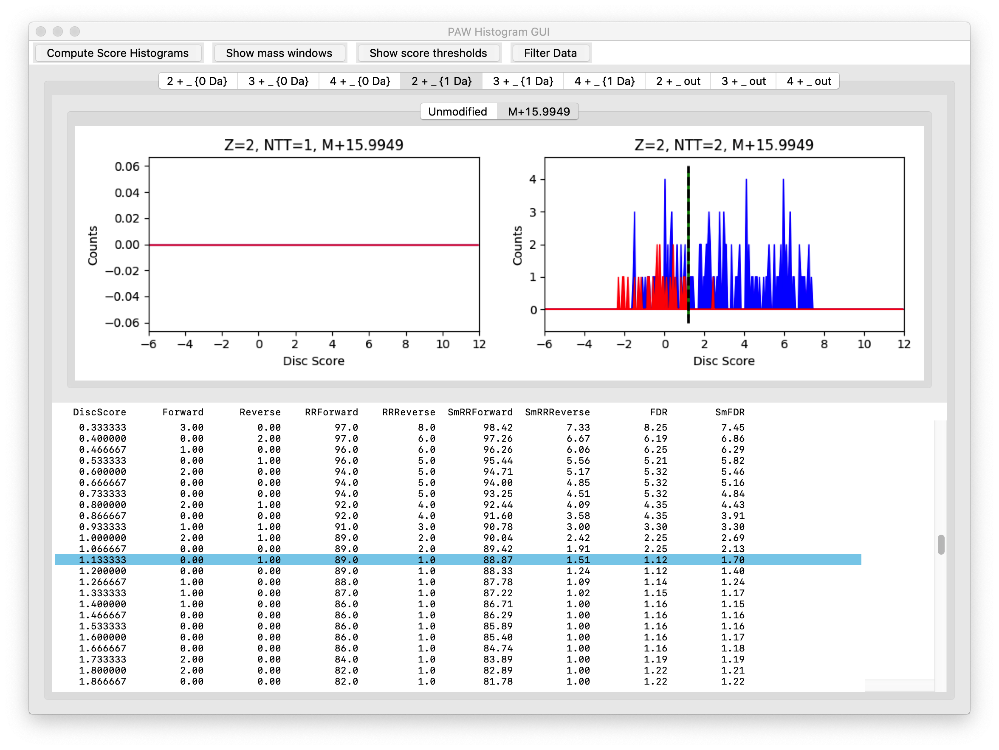 PAW Histogram GUI
Compute Score Histograms Show mass windows Show score thresholds Filter Data
2 + _ {0 Da} 3 + _ {0 Da} 4 + _ {0 Da} 2 + _ {1 Da} 3 + _ {1 Da} 4 + _ {1 Da} 2 + _ out 3 + _ out 4 + _ out
Unmodified M+15.9949
Z=2, NTT=1, M+15.9949
0.06
0.04
0.02
0.00
−0.02
−0.04
−0.06
Counts
−6 −4 −2 0 2 4 6 8 10 12
Disc Score
Z=2, NTT=2, M+15.9949
4
3
2
1
0
Counts
−6 −4 −2 0 2 4 6 8 10 12
Disc Score
DiscScore Forward Reverse RRForward RRReverse SmRRForward SmRRReverse FDR SmFDR
0.333333 3.00 0.00 97.0 8.0 98.42 7.33 8.25 7.45
0.400000 0.00 2.00 97.0 6.0 97.26 6.67 6.19 6.86
0.466667 1.00 0.00 96.0 6.0 96.26 6.06 6.25 6.29
0.533333 0.00 1.00 96.0 5.0 95.44 5.56 5.21 5.82
0.600000 2.00 0.00 94.0 5.0 94.71 5.17 5.32 5.46
0.666667 0.00 0.00 94.0 5.0 94.00 4.85 5.32 5.16
0.733333 0.00 0.00 94.0 5.0 93.25 4.51 5.32 4.84
0.800000 2.00 1.00 92.0 4.0 92.44 4.09 4.35 4.43
0.866667 0.00 0.00 92.0 4.0 91.60 3.58 4.35 3.91
0.933333 1.00 1.00 91.0 3.0 90.78 3.00 3.30 3.30
1.000000 2.00 1.00 89.0 2.0 90.04 2.42 2.25 2.69
1.066667 0.00 0.00 89.0 2.0 89.42 1.91 2.25 2.13
1.133333 0.00 1.00 89.0 1.0 88.87 1.51 1.12 1.70
1.200000 0.00 0.00 89.0 1.0 88.33 1.24 1.12 1.40
1.266667 1.00 0.00 88.0 1.0 87.78 1.09 1.14 1.24
1.333333 1.00 0.00 87.0 1.0 87.22 1.02 1.15 1.17
1.400000 1.00 0.00 86.0 1.0 86.71 1.00 1.16 1.15
1.466667 0.00 0.00 86.0 1.0 86.29 1.00 1.16 1.16
1.533333 0.00 0.00 86.0 1.0 85.89 1.00 1.16 1.16
1.600000 0.00 0.00 86.0 1.0 85.40 1.00 1.16 1.17
1.666667 0.00 0.00 86.0 1.0 84.74 1.00 1.16 1.18
1.733333 2.00 0.00 84.0 1.0 83.89 1.00 1.19 1.19
1.800000 2.00 0.00 82.0 1.0 82.89 1.00 1.22 1.21
1.866667 0.00 0.00 82.0 1.0 81.78 1.00 1.22 1.22